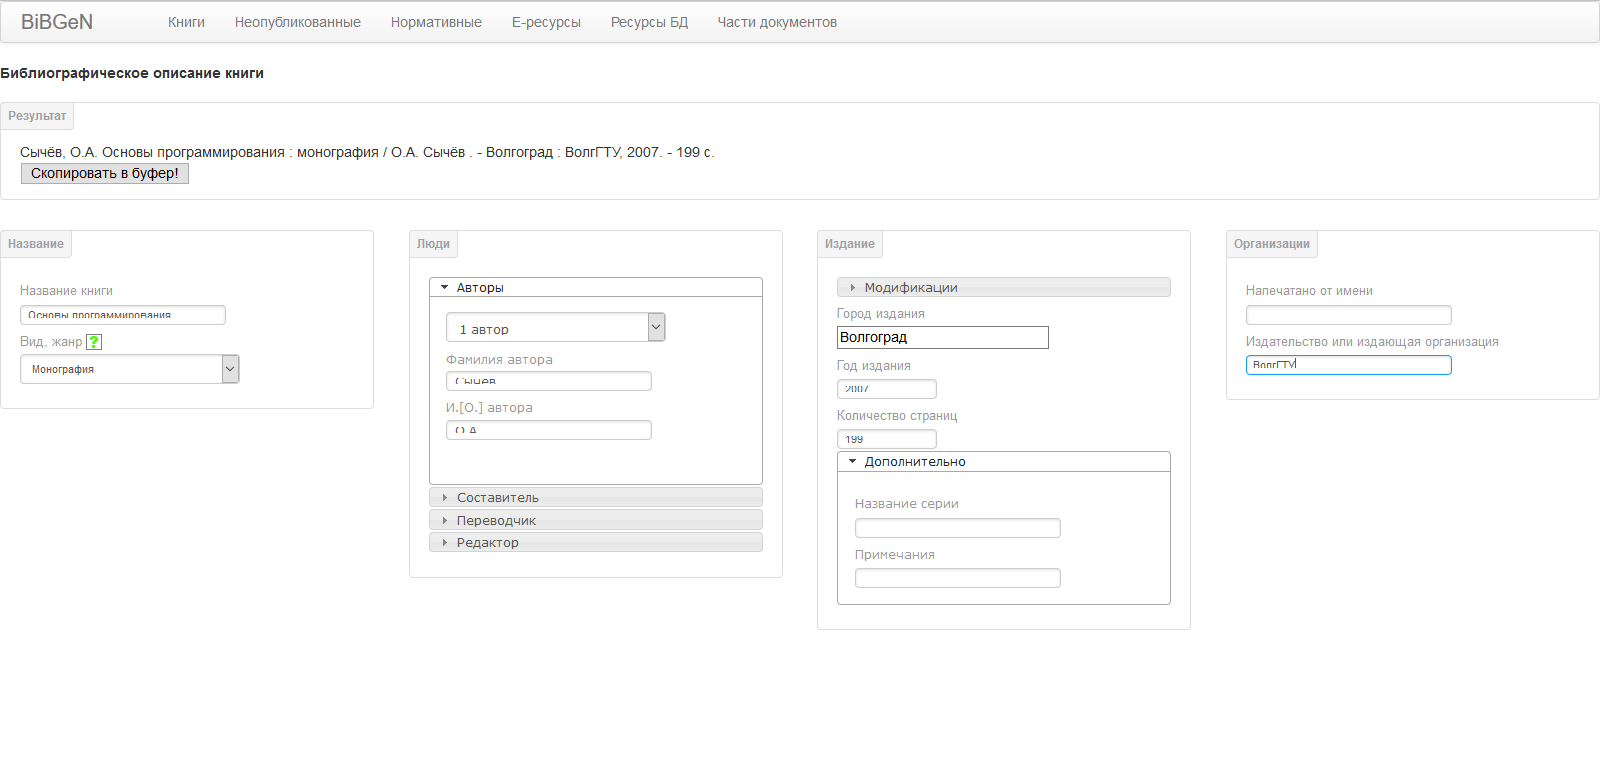 BiBGeN Книги Неопубликованные Нормативные Е-ресурсы Ресурсы БД Части документов
Библиографическое описание книги
Результат
Сычёв, О.А. Основы программирования : монография / О.А. Сычёв . - Волгоград : ВолгГТУ, 2007. - 199 с.
Скопировать в буфер!
Название
Название книги
Основы программирования
Вид, жанр ?
Монография
Люди
Авторы
1 автор
Фамилия автора
Сычёв
И.[О.] автора
О.А.
Составитель
Переводчик
Редактор
Издание
Модификации
Город издания
Волгоград
Год издания
2007
Количество страниц
199
Дополнительно
Название серии
Примечания
Организации
Напечатано от имени
Издательство или издающая организация
ВолгГТУ